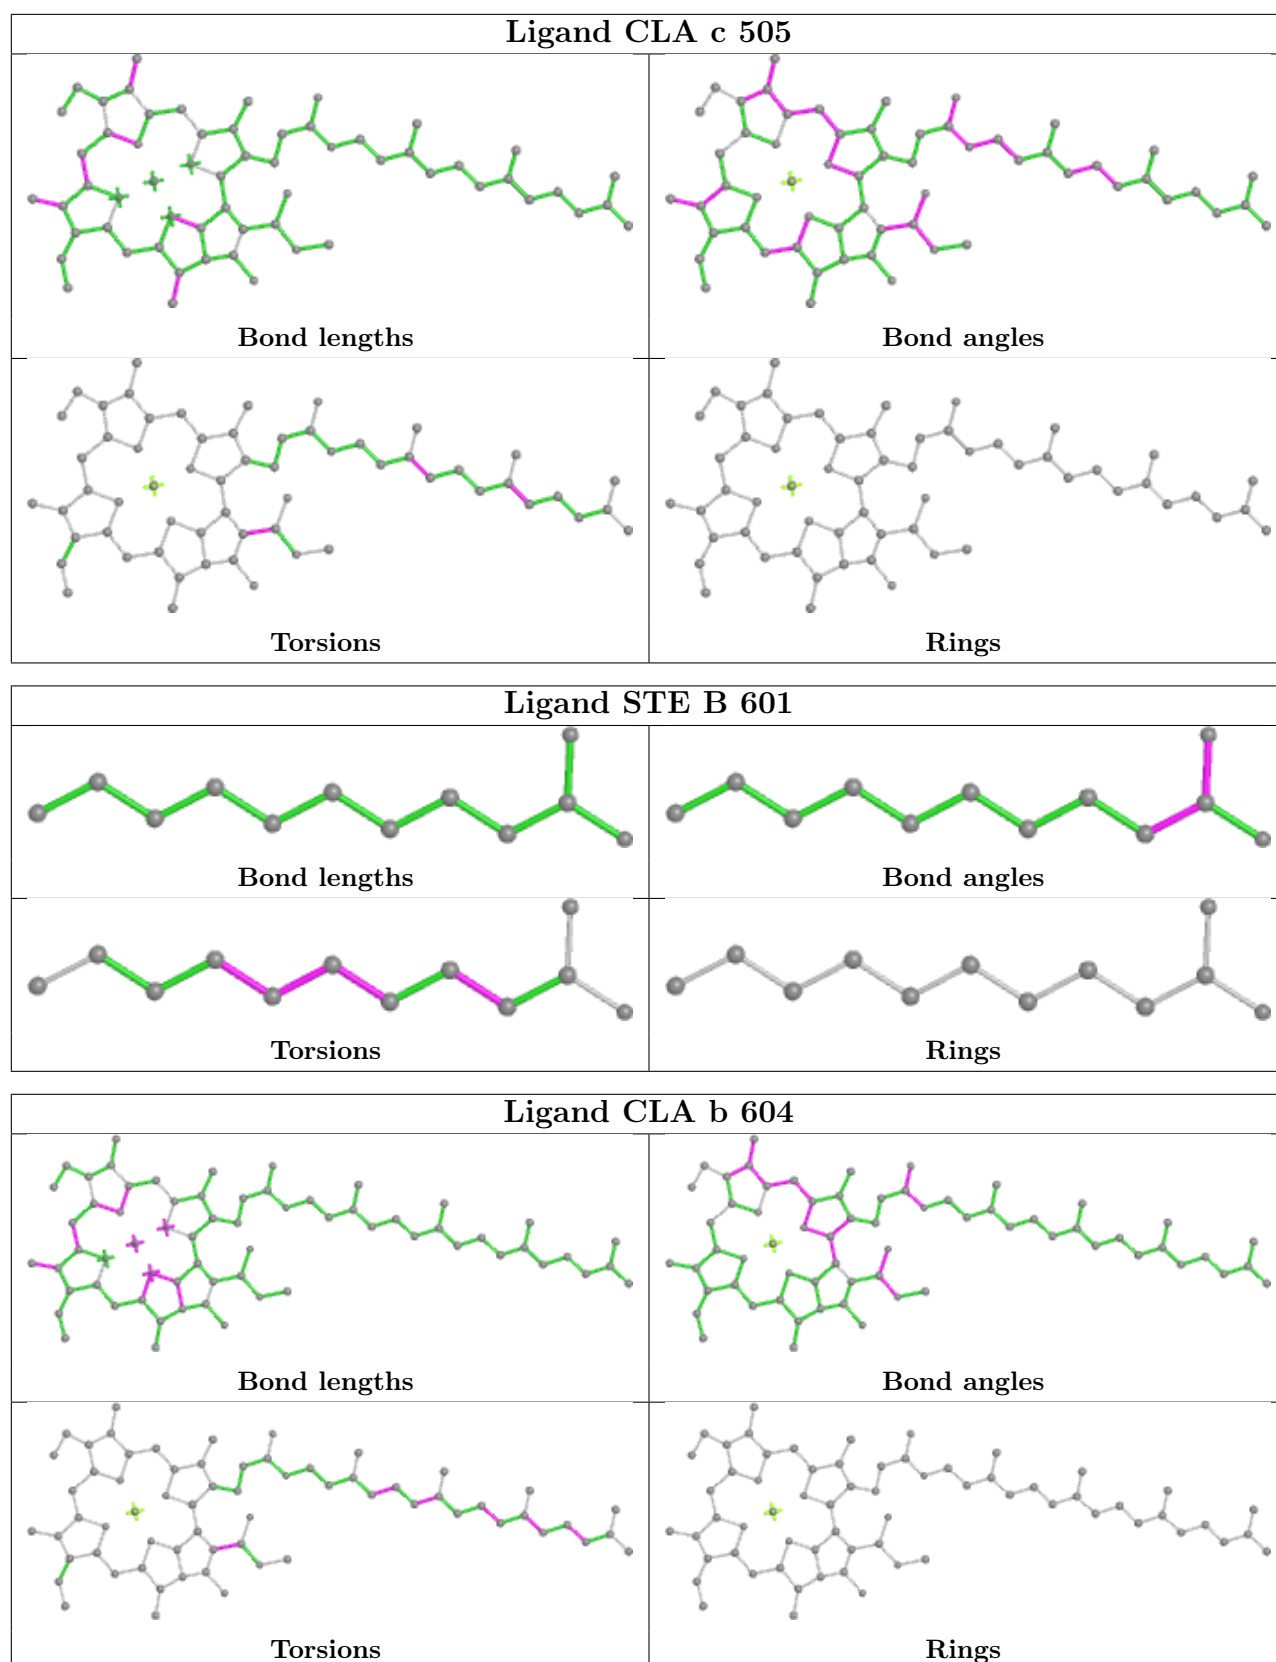 Ligand CLA c 505
Bond lengths
Bond angles
Torsions
Rings
Ligand STE B 601
Bond lengths
Bond angles
Torsions
Rings
Ligand CLA b 604
Bond lengths
Bond angles
Torsions
Rings